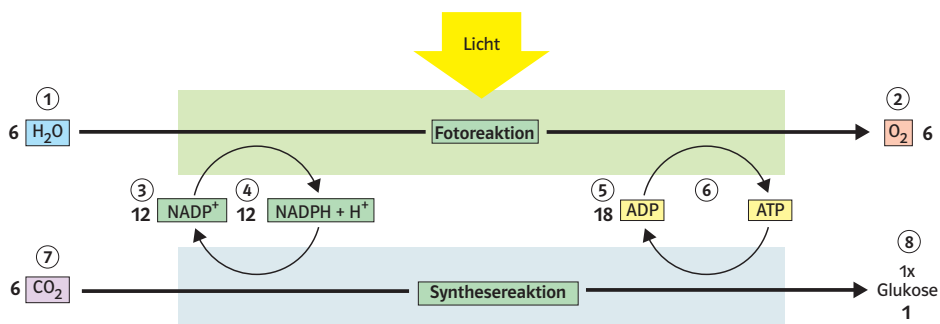 Licht
① ②
6 H₂O Fotoreaktion O₂ 6
③ ④ ⑤ ⑥
12 NADP⁺ 12 NADPH + H⁺ 18 ADP ATP
⑦ ⑧
6 CO₂ Synthesereaktion 1x
Glukose
1